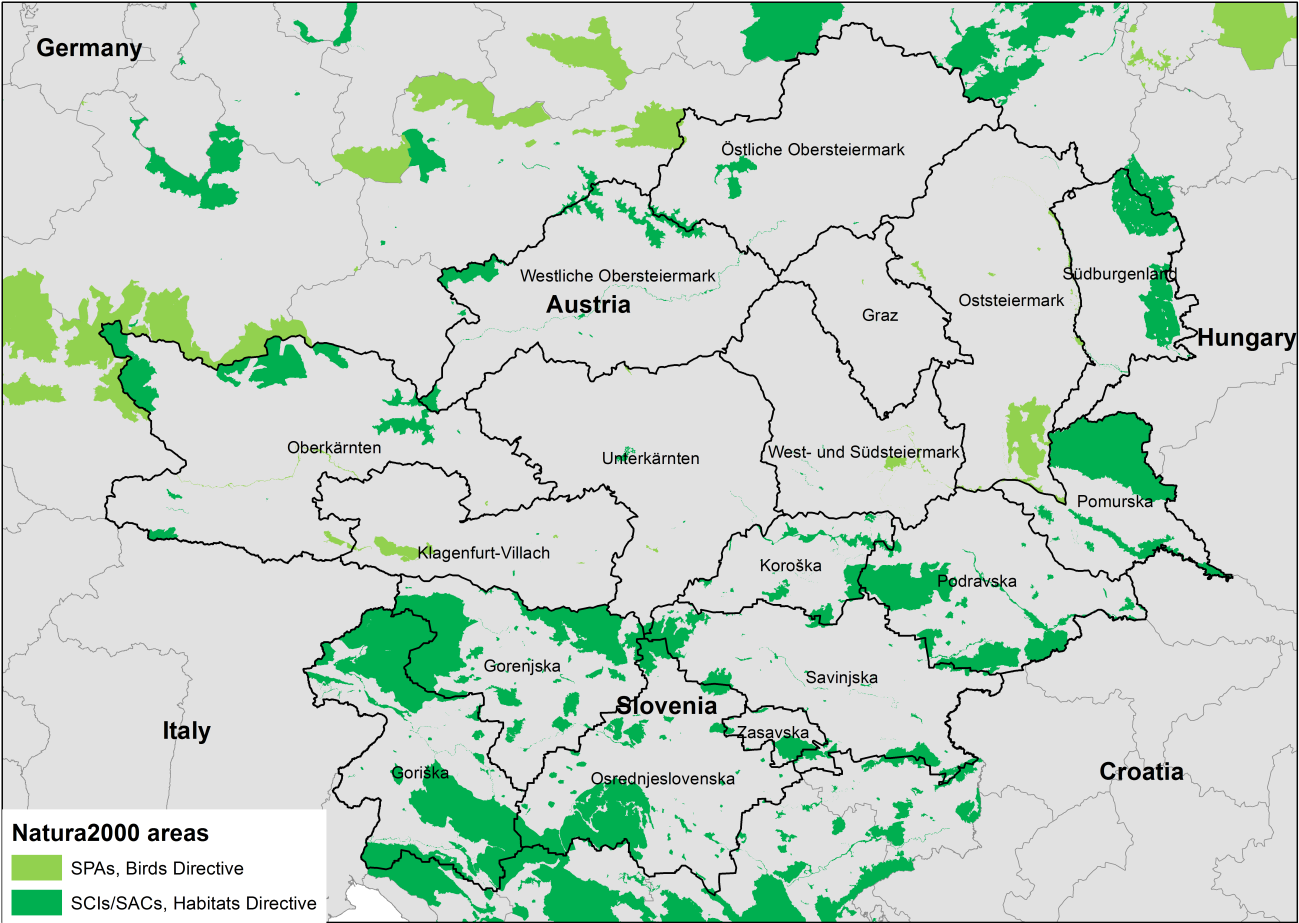 Germany
Östliche Obersteiermark
Westliche Obersteiermark
Austria
Südburgenland
Oststeiermark
Graz
Hungary
Oberkärnten
Unterkärnten
West- und Südsteiermark
Pomurska
Klagenfurt-Villach
Koroška
Podravska
Gorenjska
Savinjska
Slovenia
Italy
Zasavska
Goriška
Osrednjeslovenska
Croatia
Natura2000 areas
SPAs, Birds Directive
SCIs/SACs, Habitats Directive